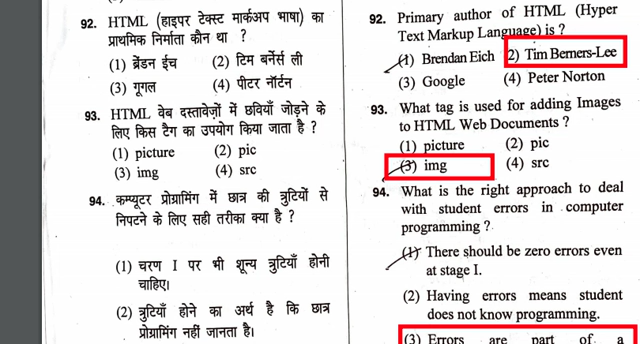 92. HTML (हाइपर टेक्स्ट मार्कअप भाषा) का
प्राथमिक निर्माता कौन था ?
(1) ब्रेंडन ईच (2) टिम बर्नेर्स ली
(3) गूगल (4) पीटर नॉर्टन
93. HTML वेब दस्तावेज़ों में छवियाँ जोड़ने के
लिए किस टैग का उपयोग किया जाता है ?
(1) picture (2) pic
(3) img (4) src
94. कम्प्यूटर प्रोग्रामिंग में छात्र की त्रुटियों से
निपटने के लिए सही तरीका क्या है ?
(1) चरण I पर भी शून्य त्रुटियाँ होनी
चाहिए।
(2) त्रुटियाँ होने का अर्थ है कि छात्र
प्रोग्रामिंग नहीं जानता है।
92. Primary author of HTML (Hyper
Text Markup Language) is ?
(1) Brendan Eich (2) Tim Berners-Lee
(3) Google (4) Peter Norton
93. What tag is used for adding Images
to HTML Web Documents ?
(1) picture (2) pic
(3) img (4) src
94. What is the right approach to deal
with student errors in computer
programming ?
(1) There should be zero errors even
at stage I.
(2) Having errors means student
does not know programming.
(3) Errors are part of a